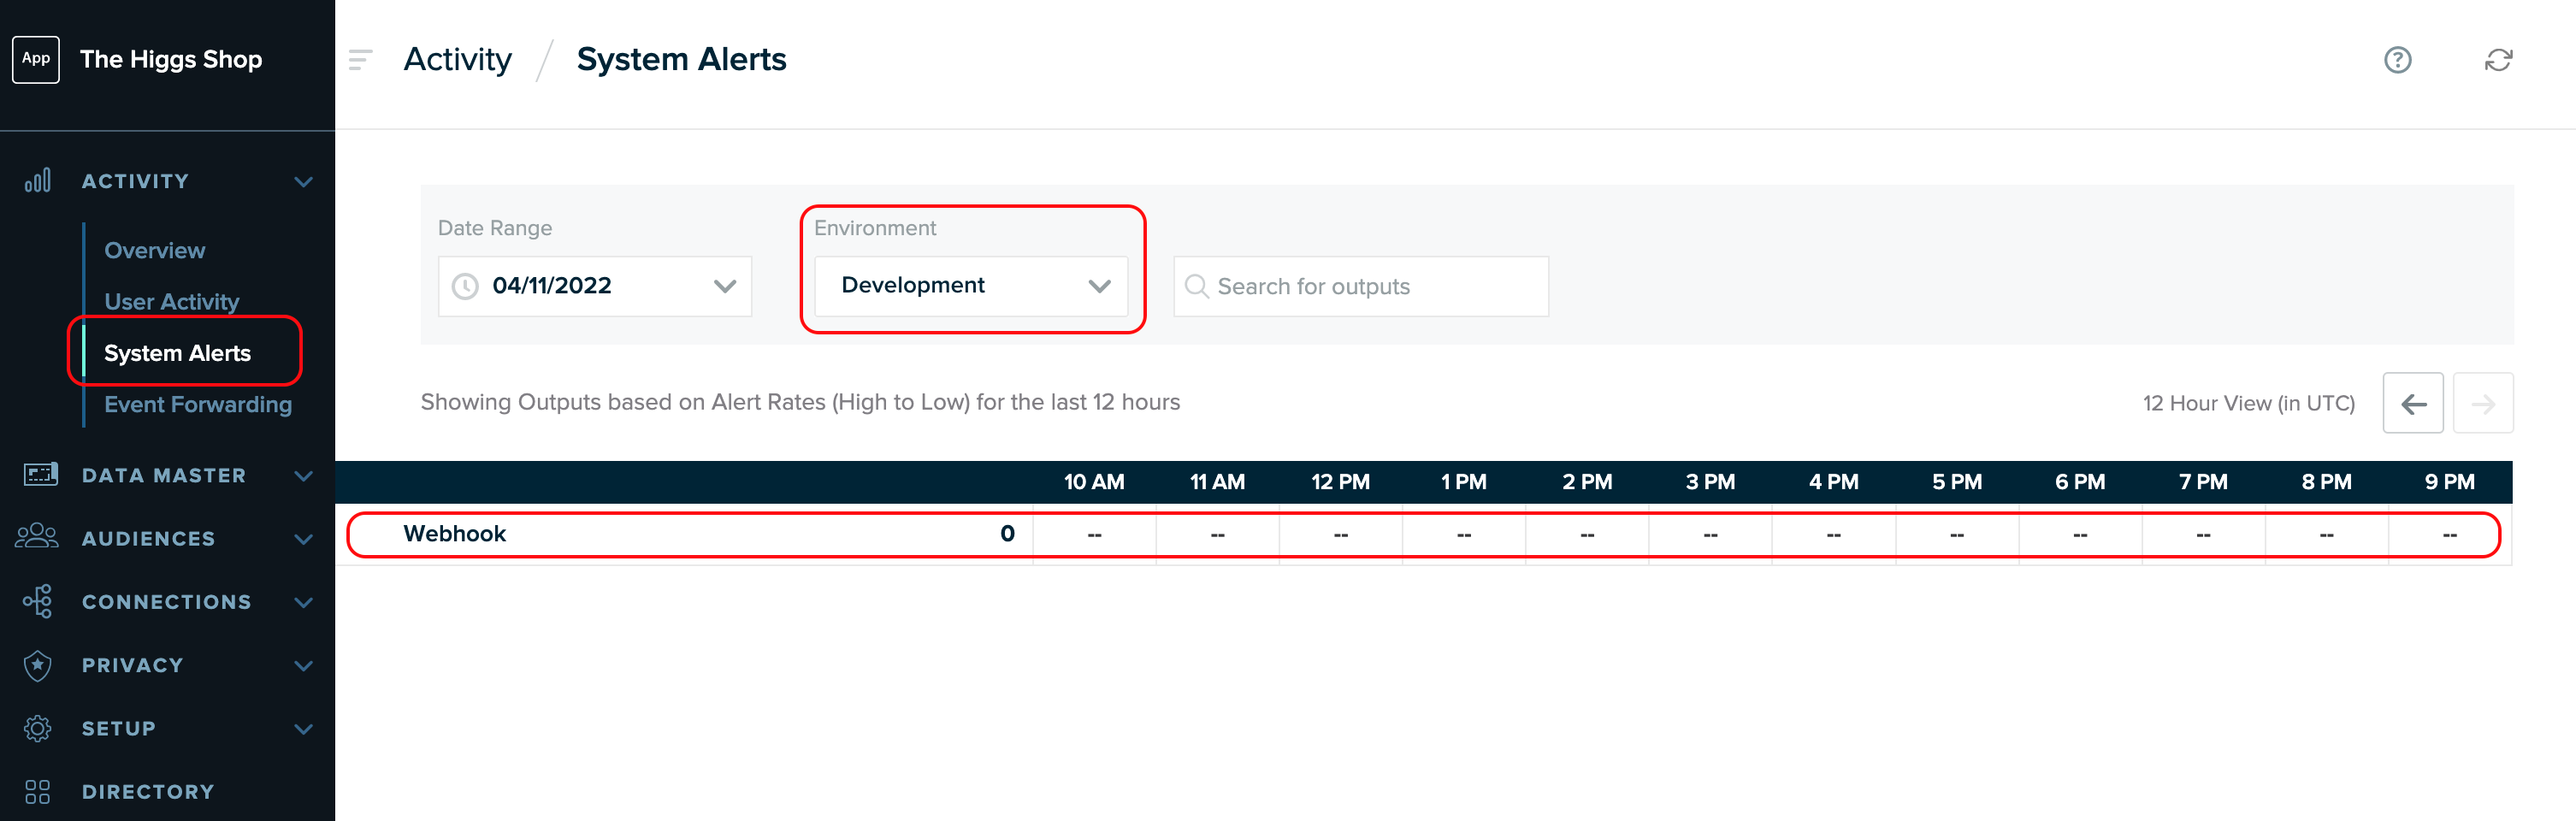 App
The Higgs Shop
ACTIVITY
Overview
User Activity
System Alerts
Event Forwarding
DATA MASTER
AUDIENCES
CONNECTIONS
PRIVACY
SETUP
DIRECTORY
Activity / System Alerts
?
Date Range
04/11/2022
Environment
Development
Search for outputs
Showing Outputs based on Alert Rates (High to Low) for the last 12 hours
12 Hour View (in UTC)
10 AM 11 AM 12 PM 1 PM 2 PM 3 PM 4 PM 5 PM 6 PM 7 PM 8 PM 9 PM
Webhook 0 -- -- -- -- -- -- -- -- -- -- -- --